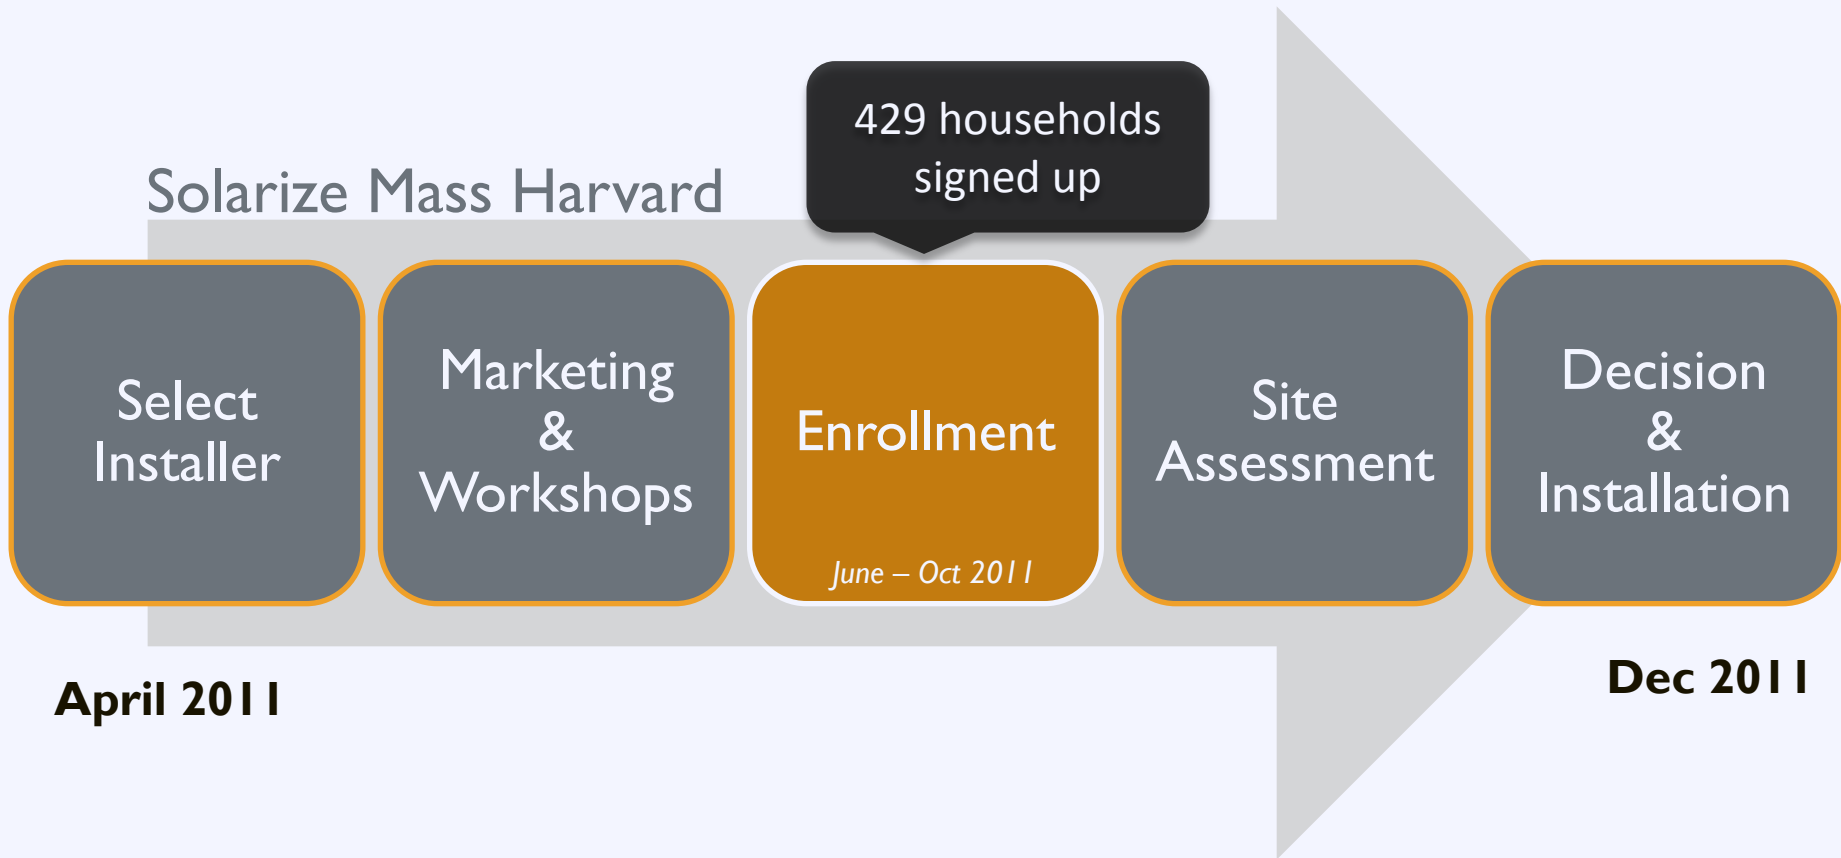 429 households
signed up
Solarize Mass Harvard
Select
Installer
Marketing
&
Workshops
Enrollment
June – Oct 2011
Site
Assessment
Decision
&
Installation
April 2011
Dec 2011